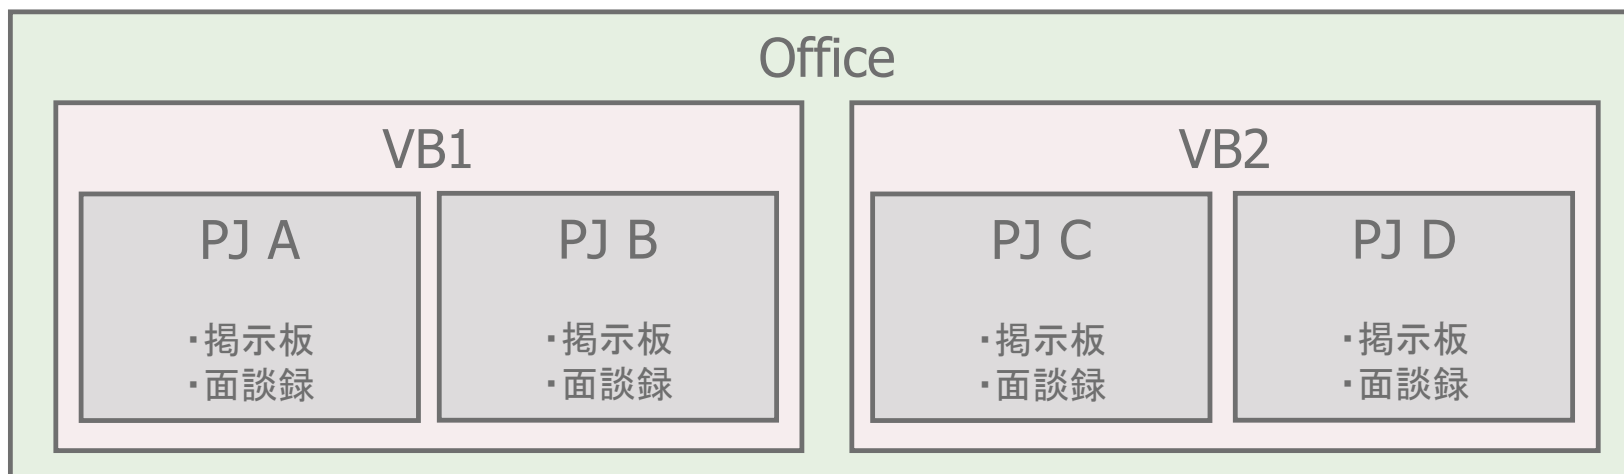 Office
VB1
PJ A
・掲示板
・面談録
PJ B
・掲示板
・面談録
VB2
PJ C
・掲示板
・面談録
PJ D
・掲示板
・面談録